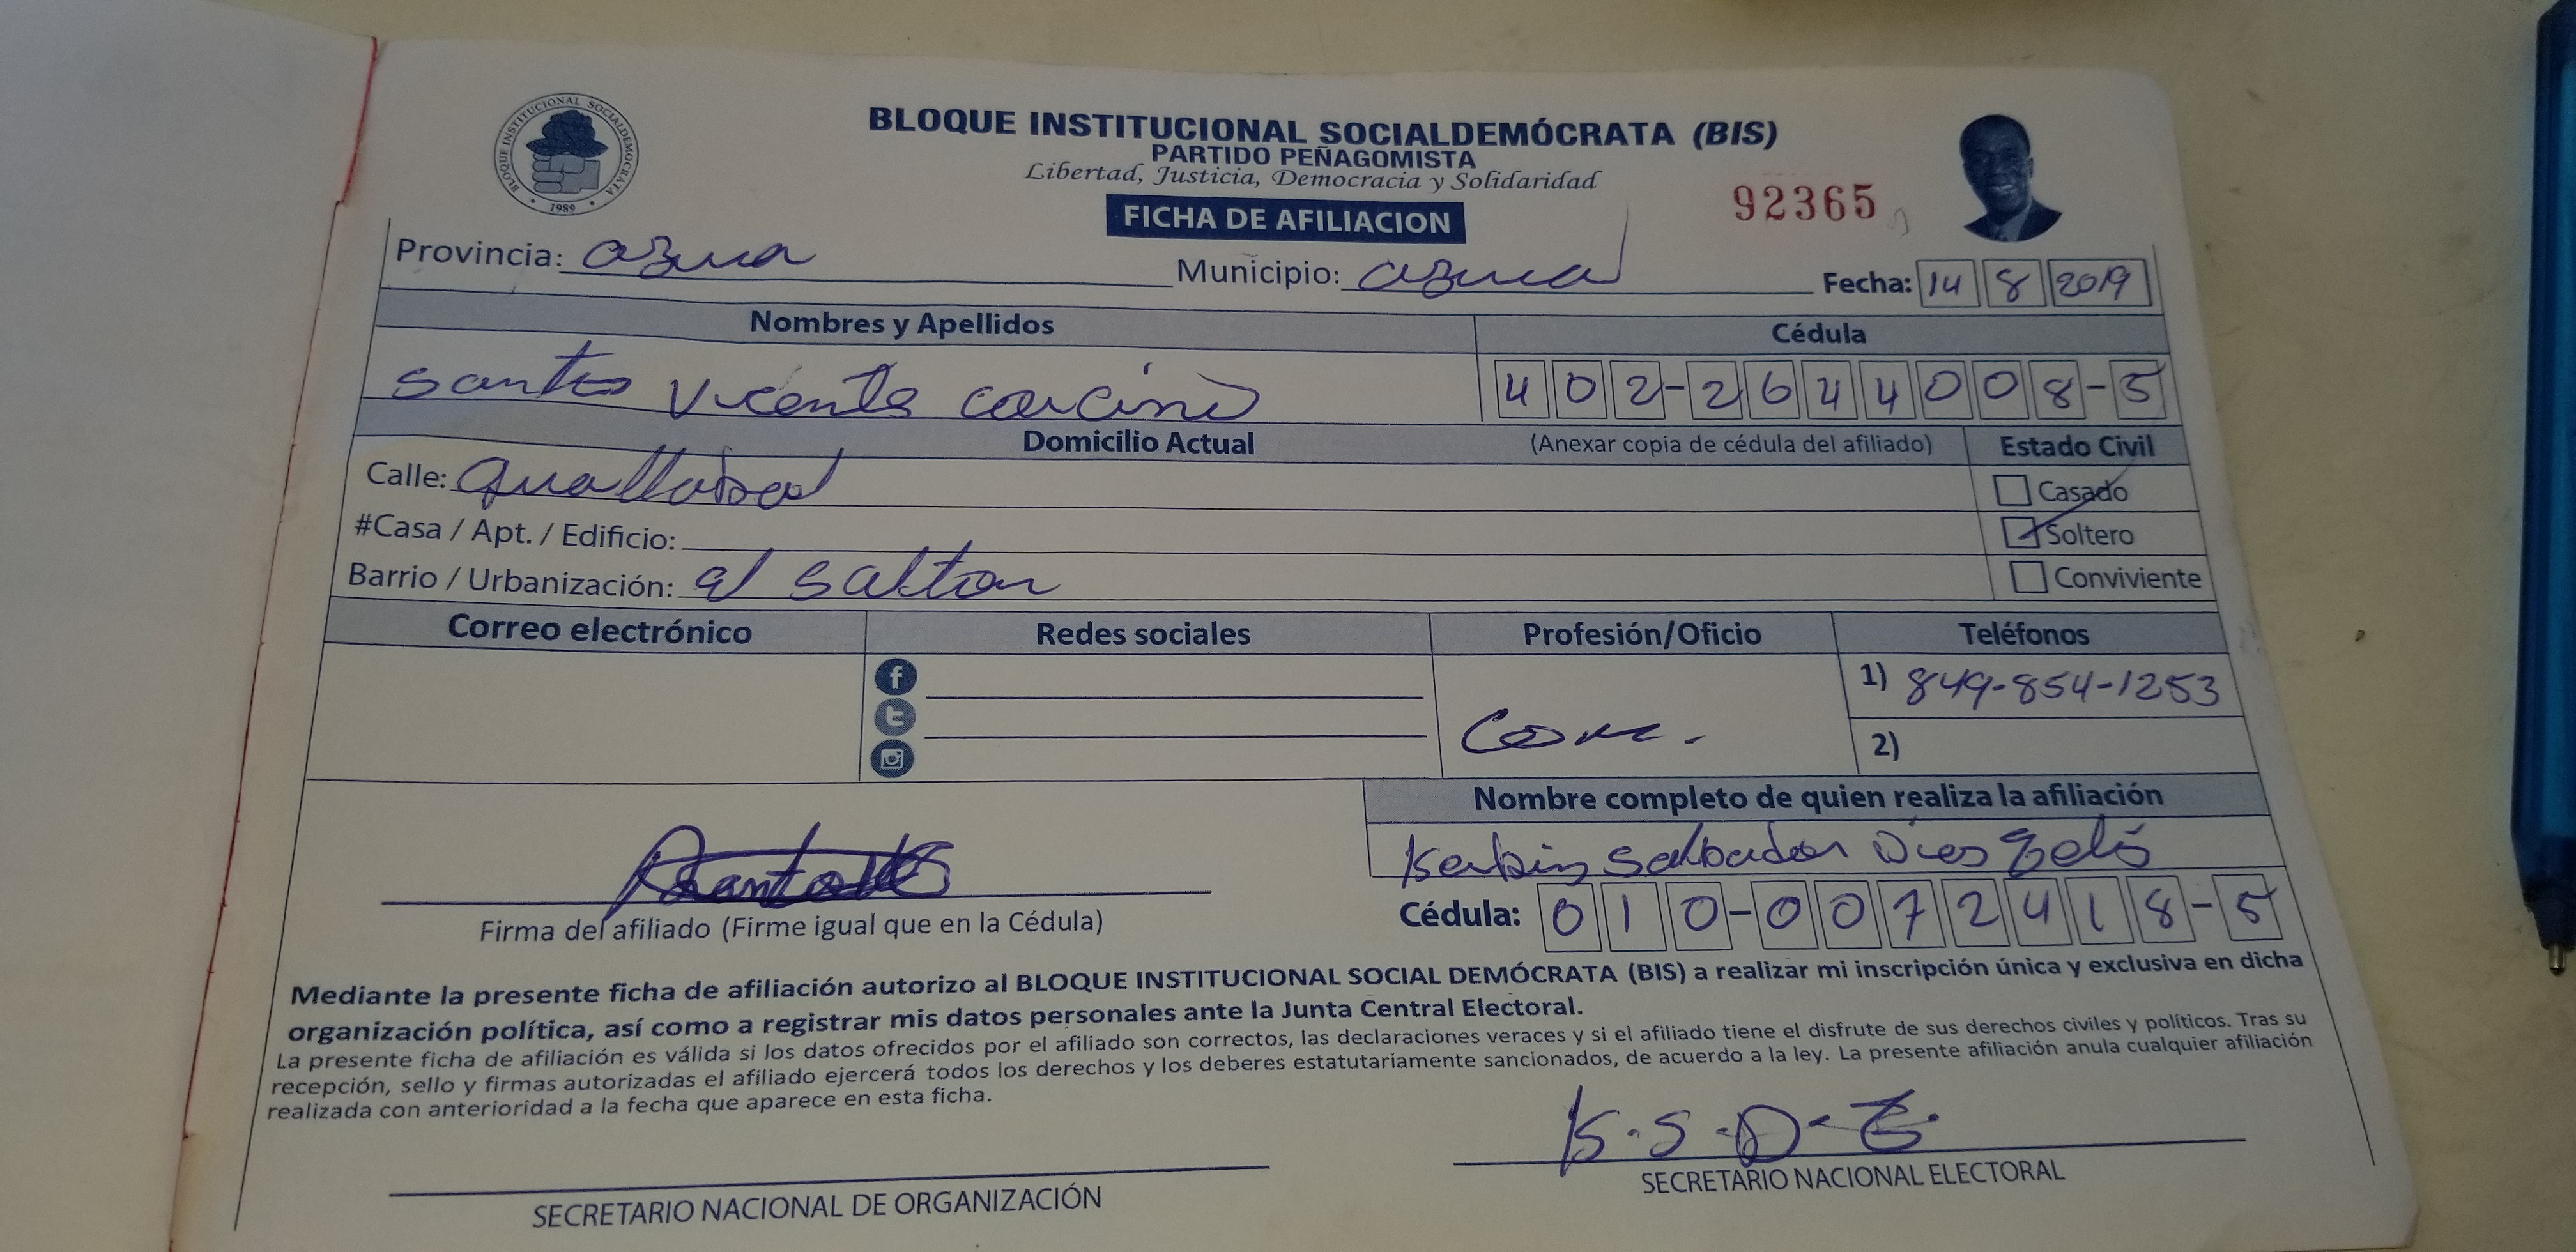 BLOQUE INSTITUCIONAL SOCIALDEMÓCRATA
1989
BLOQUE INSTITUCIONAL SOCIALDEMÓCRATA (BIS)
PARTIDO PEÑAGOMISTA
Libertad, Justicia, Democracia y Solidaridad
FICHA DE AFILIACION
92365
Provincia: azua Municipio: azua Fecha: 14 8 2019
Nombres y Apellidos Cédula
santos Vicente 402-2644008-5
Domicilio Actual (Anexar copia de cédula del afiliado) Estado Civil
Calle: Casado
#Casa / Apt. / Edificio: Soltero
Barrio / Urbanización: el salton Conviviente
Correo electrónico Redes sociales Profesión/Oficio Teléfonos
1) 849-854-1253
Com.
2)
Nombre completo de quien realiza la afiliación
Kerbin Salbador
Firma del afiliado (Firme igual que en la Cédula)
Cédula: 010-0072418-5
Mediante la presente ficha de afiliación autorizo al BLOQUE INSTITUCIONAL SOCIAL DEMÓCRATA (BIS) a realizar mi inscripción única y exclusiva en dicha
organización política, así como a registrar mis datos personales ante la Junta Central Electoral.
La presente ficha de afiliación es válida si los datos ofrecidos por el afiliado son correctos, las declaraciones veraces y si el afiliado tiene el disfrute de sus derechos civiles y políticos. Tras su
recepción, sello y firmas autorizadas el afiliado ejercerá todos los derechos y los deberes estatutariamente sancionados, de acuerdo a la ley. La presente afiliación anula cualquier afiliación
realizada con anterioridad a la fecha que aparece en esta ficha.
K.S.D.Z.
SECRETARIO NACIONAL DE ORGANIZACIÓN
SECRETARIO NACIONAL ELECTORAL